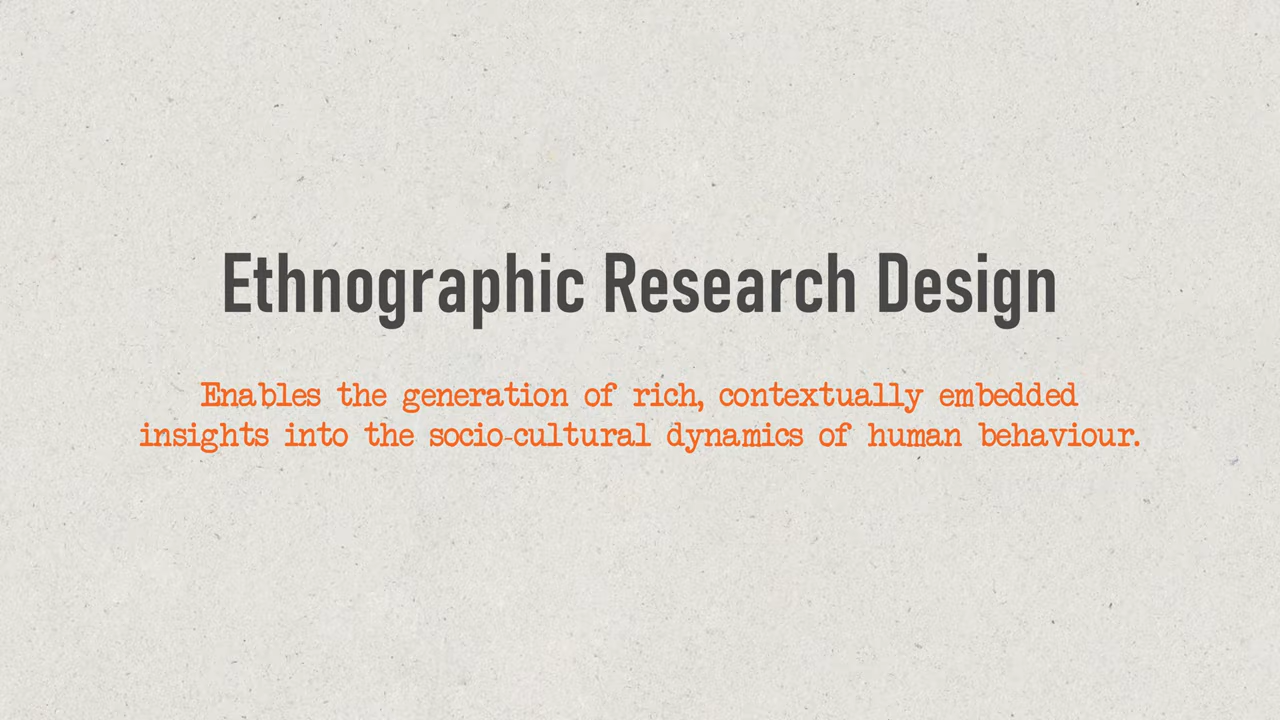 Ethnographic Research Design
Enables the generation of rich, contextually embedded
insights into the socio-cultural dynamics of human behaviour.